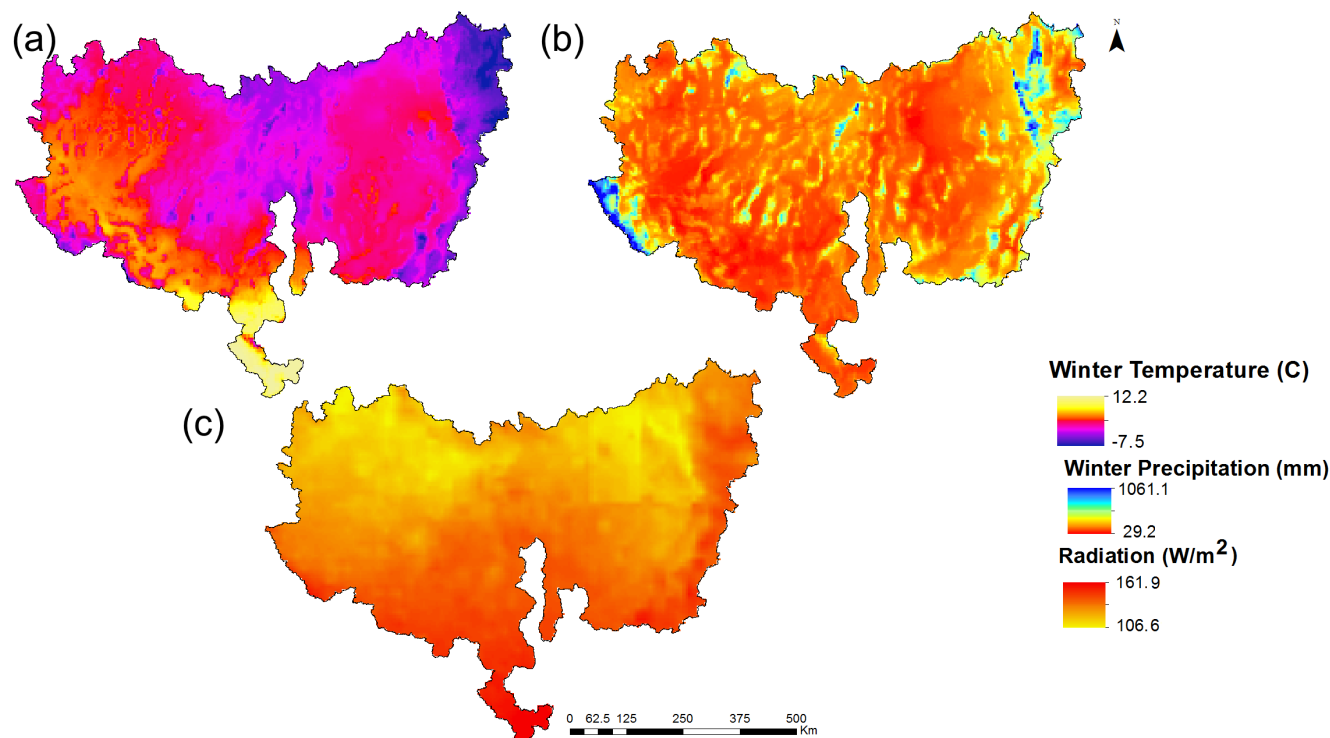 (a)
(b)
N
Winter Temperature (C)
12.2
-7.5
Winter Precipitation (mm)
1061.1
29.2
Radiation (W/m²)
161.9
106.6
(c)
0 62.5 125 250 375 500
Km